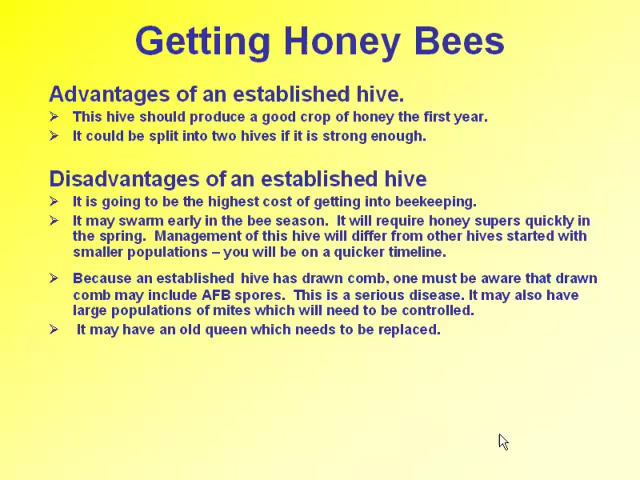 Getting Honey Bees
Advantages of an established hive.
➢ This hive should produce a good crop of honey the first year.
➢ It could be split into two hives if it is strong enough.
Disadvantages of an established hive
➢ It is going to be the highest cost of getting into beekeeping.
➢ It may swarm early in the bee season. It will require honey supers quickly in
the spring. Management of this hive will differ from other hives started with
smaller populations – you will be on a quicker timeline.
➢ Because an established hive has drawn comb, one must be aware that drawn
comb may include AFB spores. This is a serious disease. It may also have
large populations of mites which will need to be controlled.
➢ It may have an old queen which needs to be replaced.